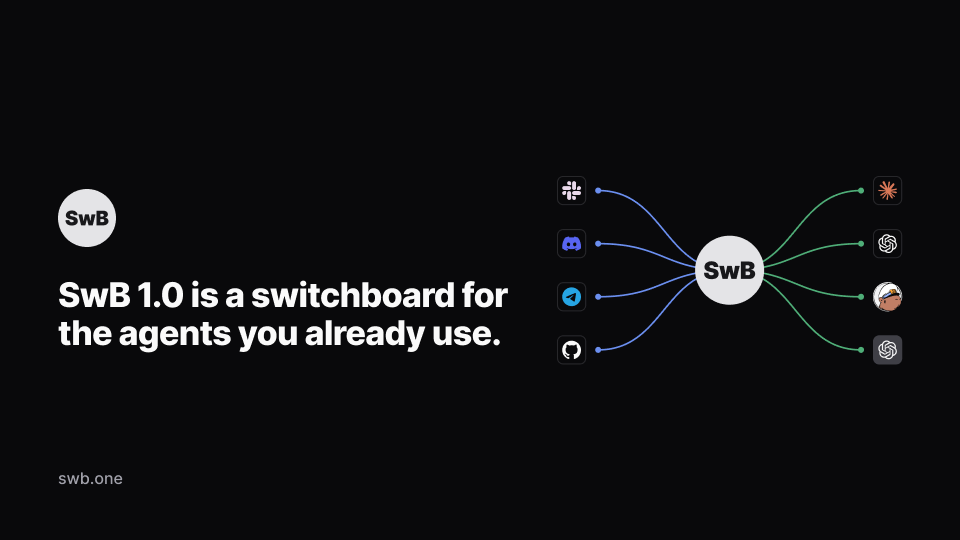 SwB
SwB 1.0 is a switchboard for
the agents you already use.
swb.one
SwB